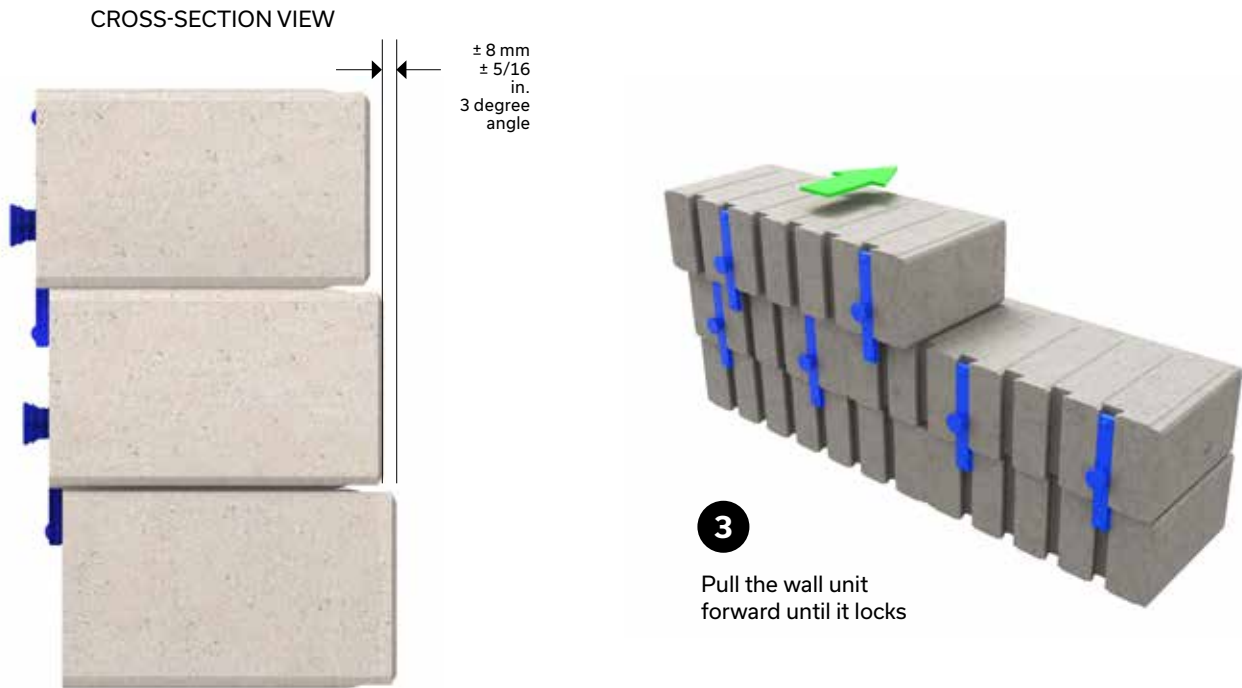 CROSS-SECTION VIEW
± 8 mm
± 5/16
in.
3 degree
angle
3
Pull the wall unit
forward until it locks